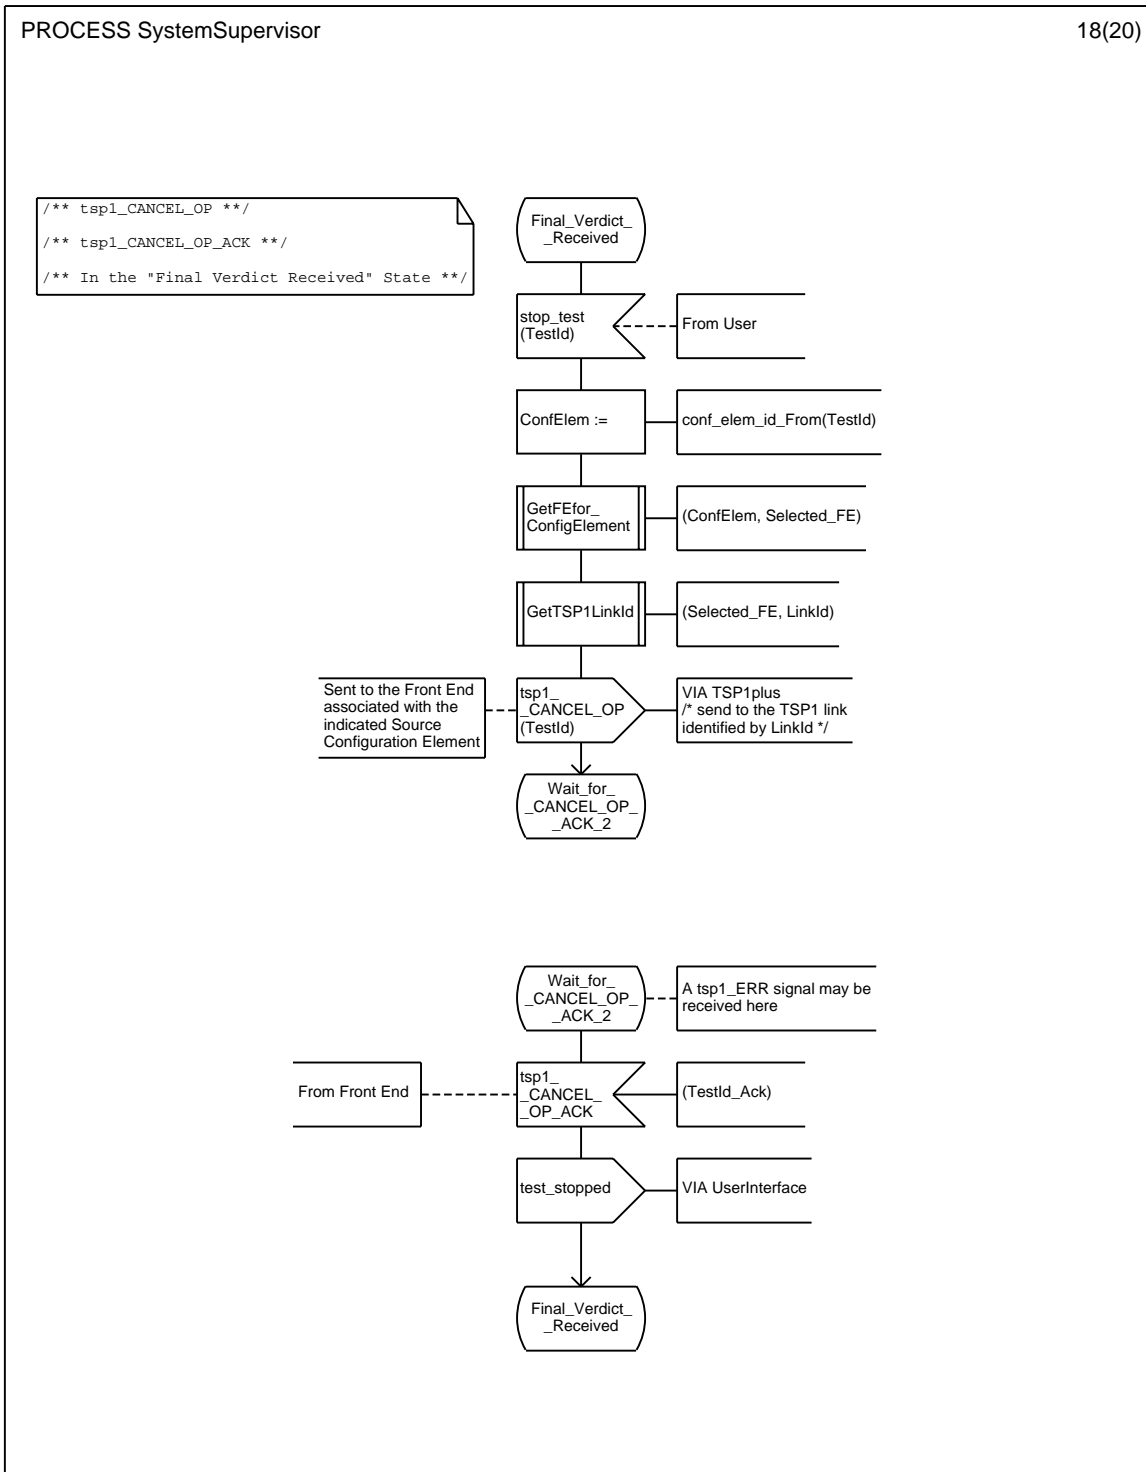 PROCESS SystemSupervisor
18(20)
/** tsp1_CANCEL_OP **/
/** tsp1_CANCEL_OP_ACK **/
/** In the "Final Verdict Received" State **/
Final_Verdict_
_Received
stop_test
(TestId)
From User
ConfElem :=
conf_elem_id_From(TestId)
GetFEfor_
ConfigElement
(ConfElem, Selected_FE)
GetTSP1LinkId
(Selected_FE, LinkId)
Sent to the Front End
associated with the
indicated Source
Configuration Element
tsp1_
_CANCEL_OP
(TestId)
VIA TSP1plus
/* send to the TSP1 link
identified by LinkId */
Wait_for_
_CANCEL_OP_
_ACK_2
Wait_for_
_CANCEL_OP_
_ACK_2
A tsp1_ERR signal may be
received here
From Front End
tsp1_
_CANCEL_
_OP_ACK
(TestId_Ack)
test_stopped
VIA UserInterface
Final_Verdict_
_Received